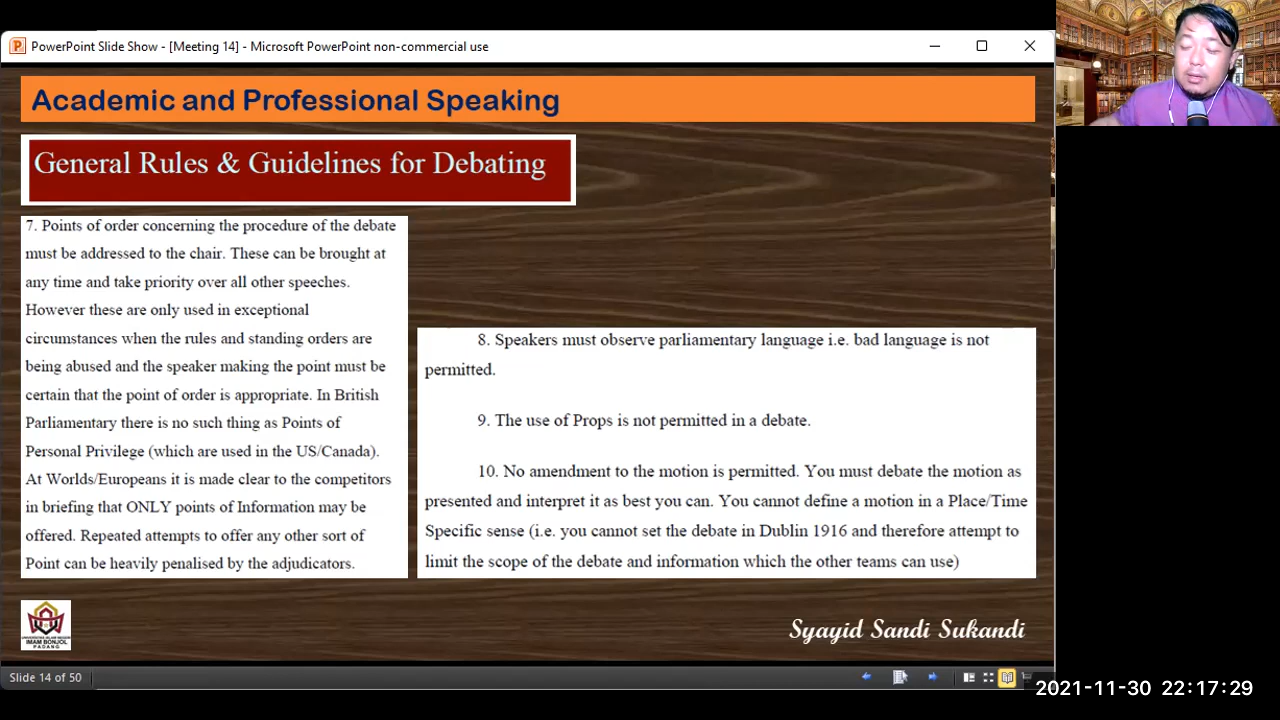 PowerPoint Slide Show - [Meeting 14] - Microsoft PowerPoint non-commercial use
Academic and Professional Speaking
General Rules & Guidelines for Debating
7. Points of order concerning the procedure of the debate
must be addressed to the chair. These can be brought at
any time and take priority over all other speeches.
However these are only used in exceptional
circumstances when the rules and standing orders are
being abused and the speaker making the point must be
certain that the point of order is appropriate. In British
Parliamentary there is no such thing as Points of
Personal Privilege (which are used in the US/Canada).
At Worlds/Europeans it is made clear to the competitors
in briefing that ONLY points of Information may be
offered. Repeated attempts to offer any other sort of
Point can be heavily penalised by the adjudicators.
8. Speakers must observe parliamentary language i.e. bad language is not
permitted.
9. The use of Props is not permitted in a debate.
10. No amendment to the motion is permitted. You must debate the motion as
presented and interpret it as best you can. You cannot define a motion in a Place/Time
Specific sense (i.e. you cannot set the debate in Dublin 1916 and therefore attempt to
limit the scope of the debate and information which the other teams can use)
IMAM BONJOL
PADANG
Syayid Sandi Sukandi
Slide 14 of 50
2021-11-30 22:17:29